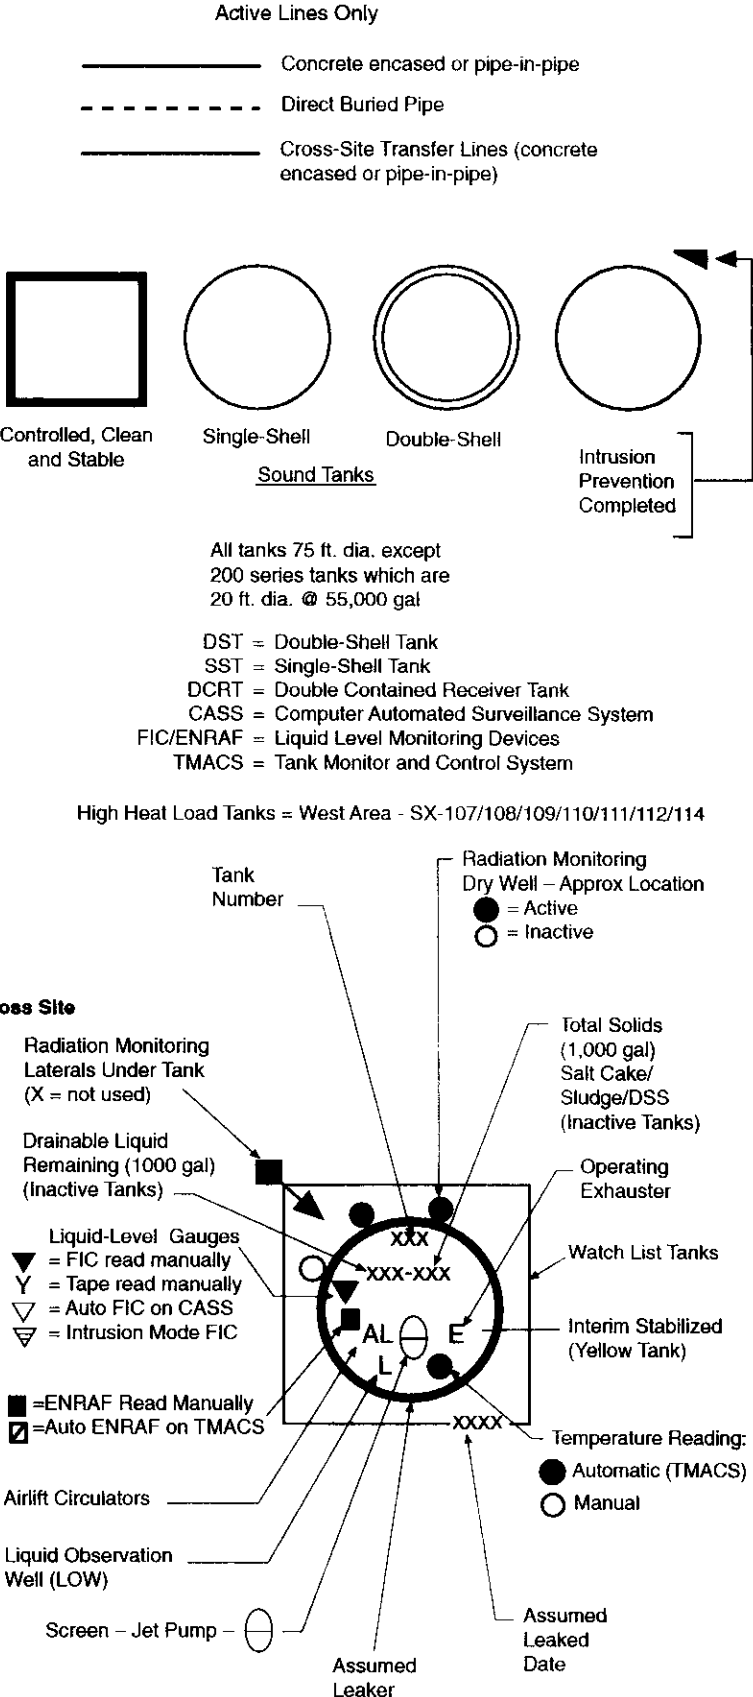 Active Lines Only
Concrete encased or pipe-in-pipe
Direct Buried Pipe
Cross-Site Transfer Lines (concrete
encased or pipe-in-pipe)
Controlled, Clean
and Stable
Single-Shell
Double-Shell
Sound Tanks
Intrusion
Prevention
Completed
All tanks 75 ft. dia. except
200 series tanks which are
20 ft. dia. @ 55,000 gal
DST = Double-Shell Tank
SST = Single-Shell Tank
DCRT = Double Contained Receiver Tank
CASS = Computer Automated Surveillance System
FIC/ENRAF = Liquid Level Monitoring Devices
TMACS = Tank Monitor and Control System
High Heat Load Tanks = West Area - SX-107/108/109/110/111/112/114
Tank
Number
Radiation Monitoring
Dry Well – Approx Location
= Active
= Inactive
oss Site
Radiation Monitoring
Laterals Under Tank
(X = not used)
Total Solids
(1,000 gal)
Salt Cake/
Sludge/DSS
(Inactive Tanks)
Drainable Liquid
Remaining (1000 gal)
(Inactive Tanks)
Operating
Exhauster
Liquid-Level Gauges
= FIC read manually
Y = Tape read manually
= Auto FIC on CASS
= Intrusion Mode FIC
XXX
XXX-XXX
AL
E
L
XXXX
Watch List Tanks
Interim Stabilized
(Yellow Tank)
=ENRAF Read Manually
=Auto ENRAF on TMACS
Temperature Reading:
Automatic (TMACS)
Manual
Airlift Circulators
Liquid Observation
Well (LOW)
Screen – Jet Pump –
Assumed
Leaker
Assumed
Leaked
Date